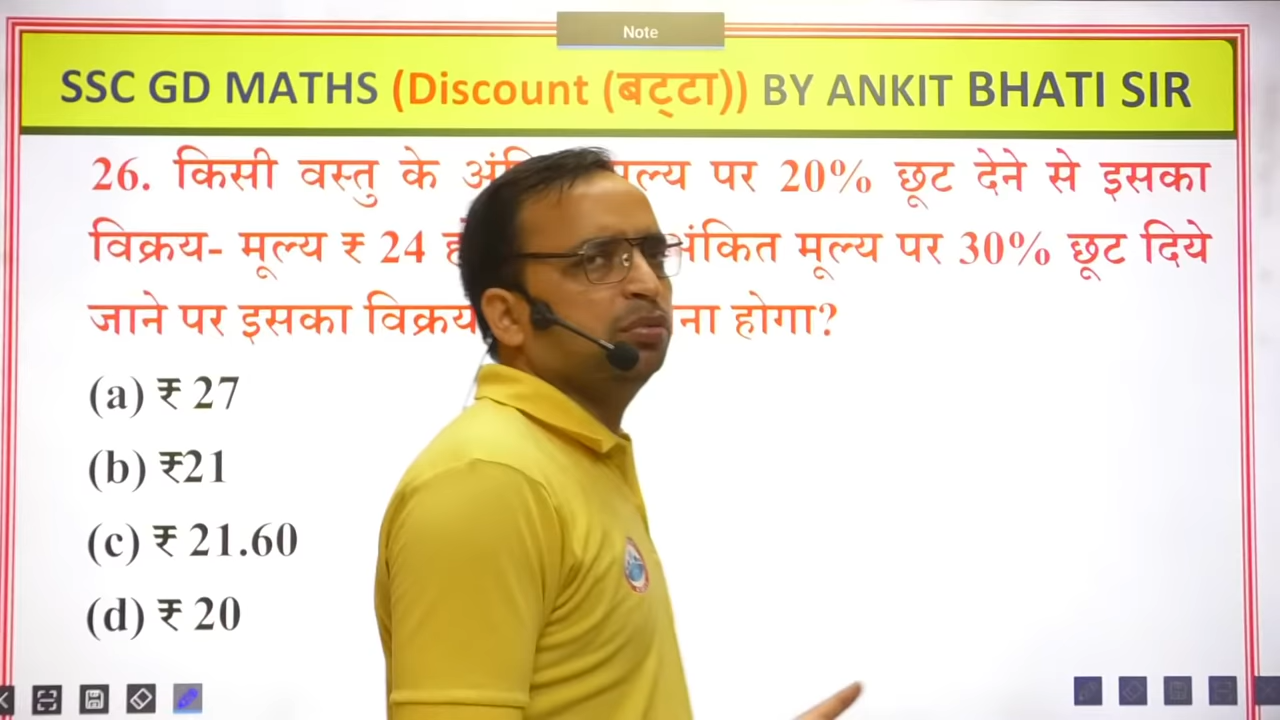 Note
SSC GD MATHS (Discount (बट्टा)) BY ANKIT BHATI SIR
26. किसी वस्तु के पर 20% छूट देने से इसका
विक्रय- मूल्य ₹ 24 अंकित मूल्य पर 30% छूट दिये
जाने पर इसका विक्रय होगा?
(a) ₹ 27
(b) ₹21
(c) ₹ 21.60
(d) ₹ 20